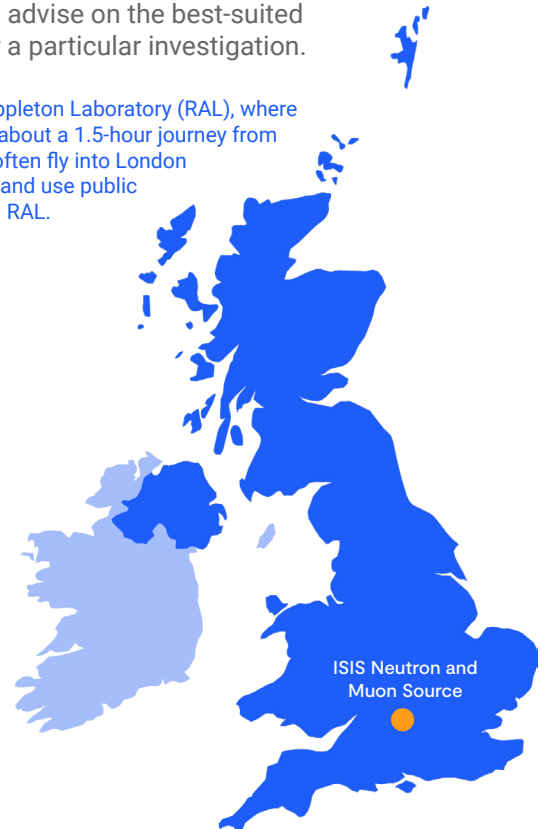 advise on the best-suited
a particular investigation.
ppleton Laboratory (RAL), where
about a 1.5-hour journey from
often fly into London
and use public
RAL.
ISIS Neutron and
Muon Source